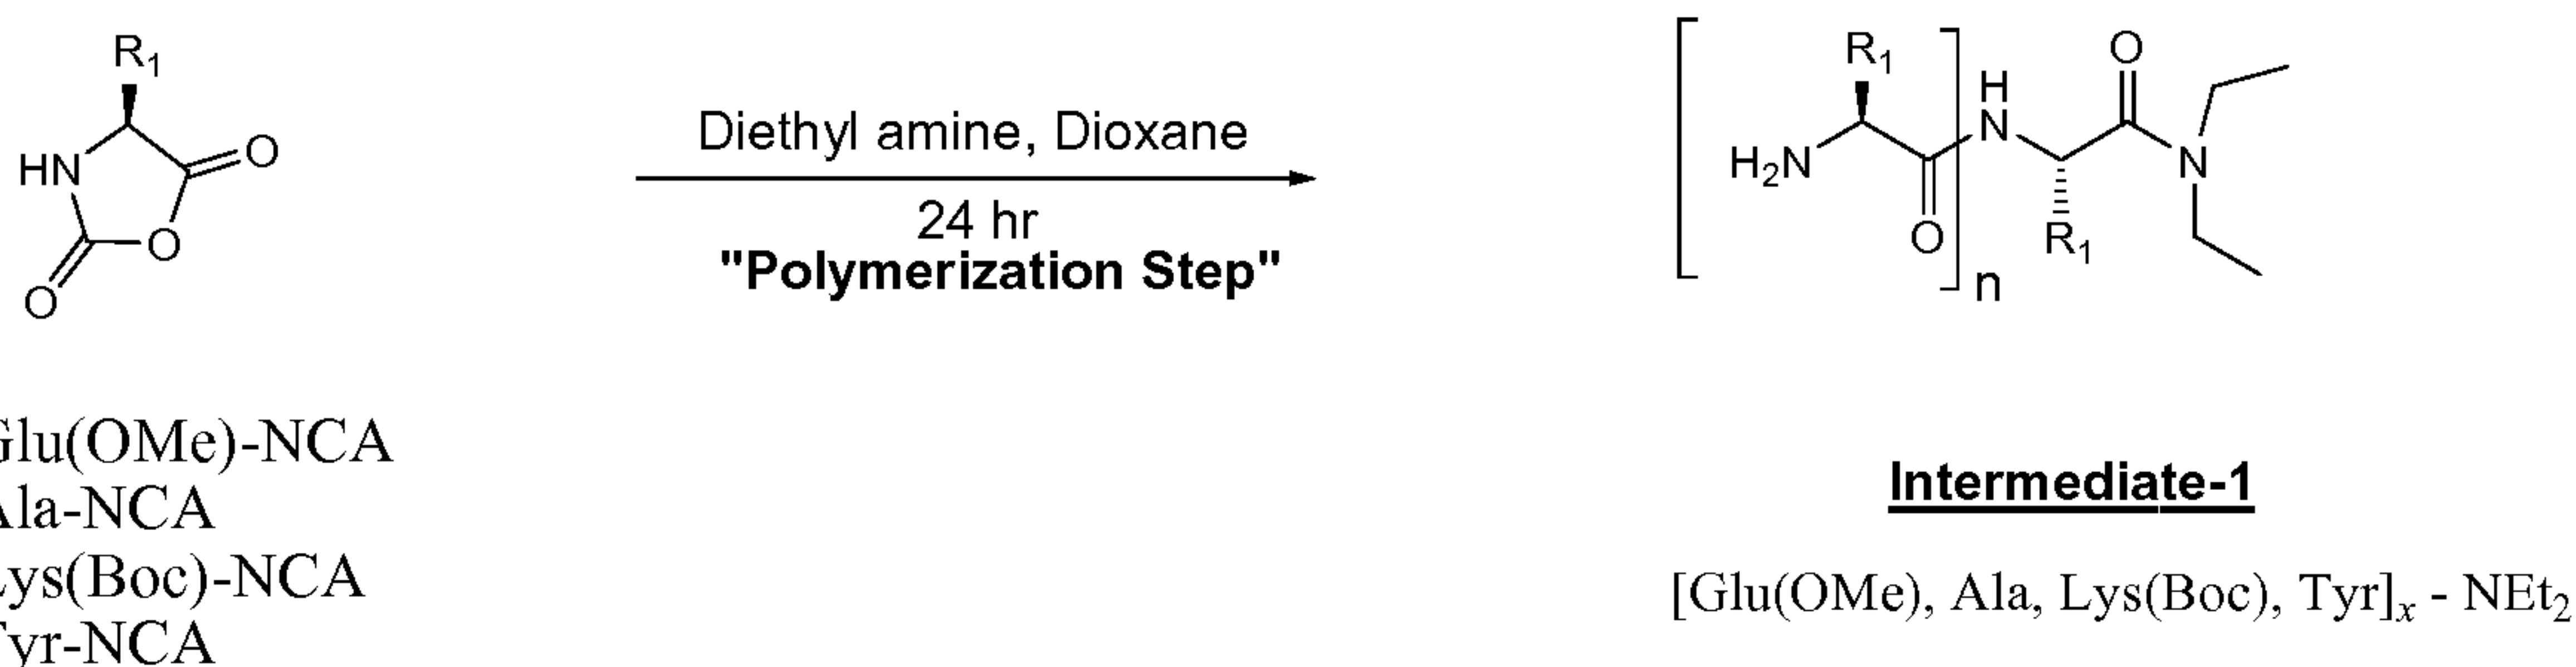 R1
HN
O
O
O
Diethyl amine, Dioxane
24 hr
"Polymerization Step"
R1
H2N
O
n
H
N
R1
O
N
Glu(OMe)-NCA
Ala-NCA
Lys(Boc)-NCA
Tyr-NCA
Intermediate-1
[Glu(OMe), Ala, Lys(Boc), Tyr]x - NEt2